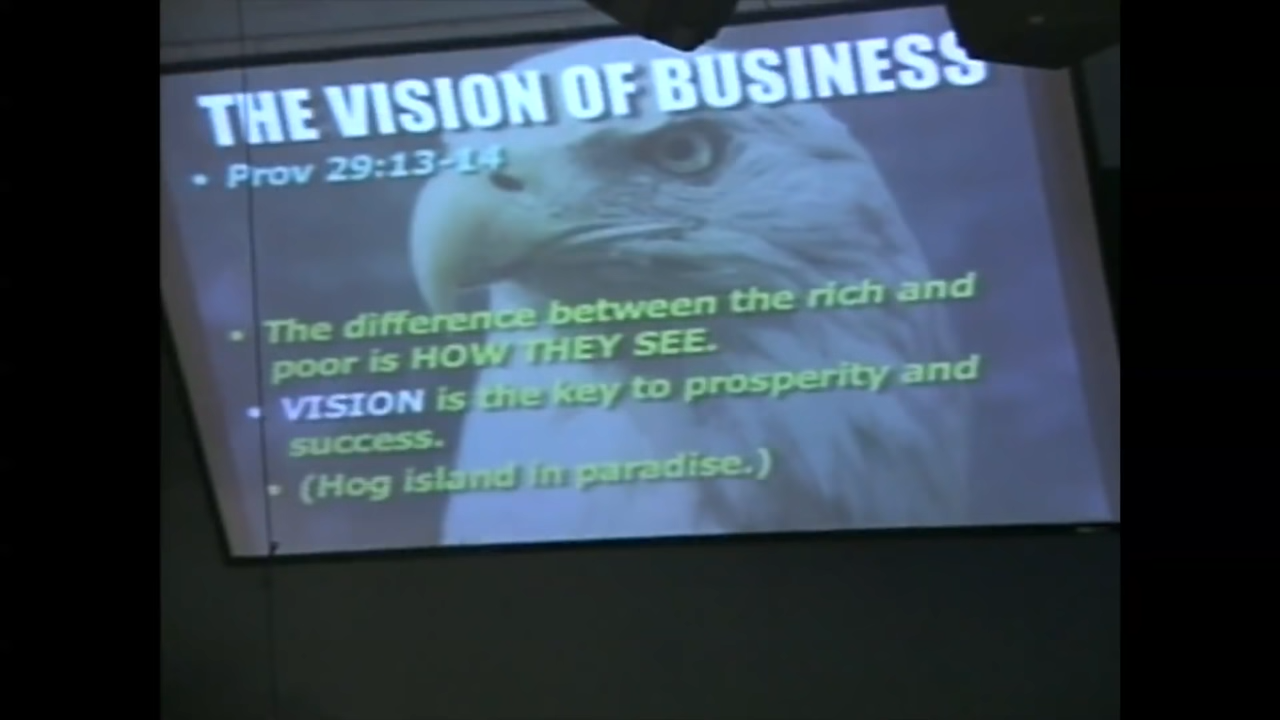 THE VISION OF BUSINESS
• Prov 29:13-14
• The difference between the rich and
poor is HOW THEY SEE.
• VISION is the key to prosperity and
success.
• (Hog island in paradise.)